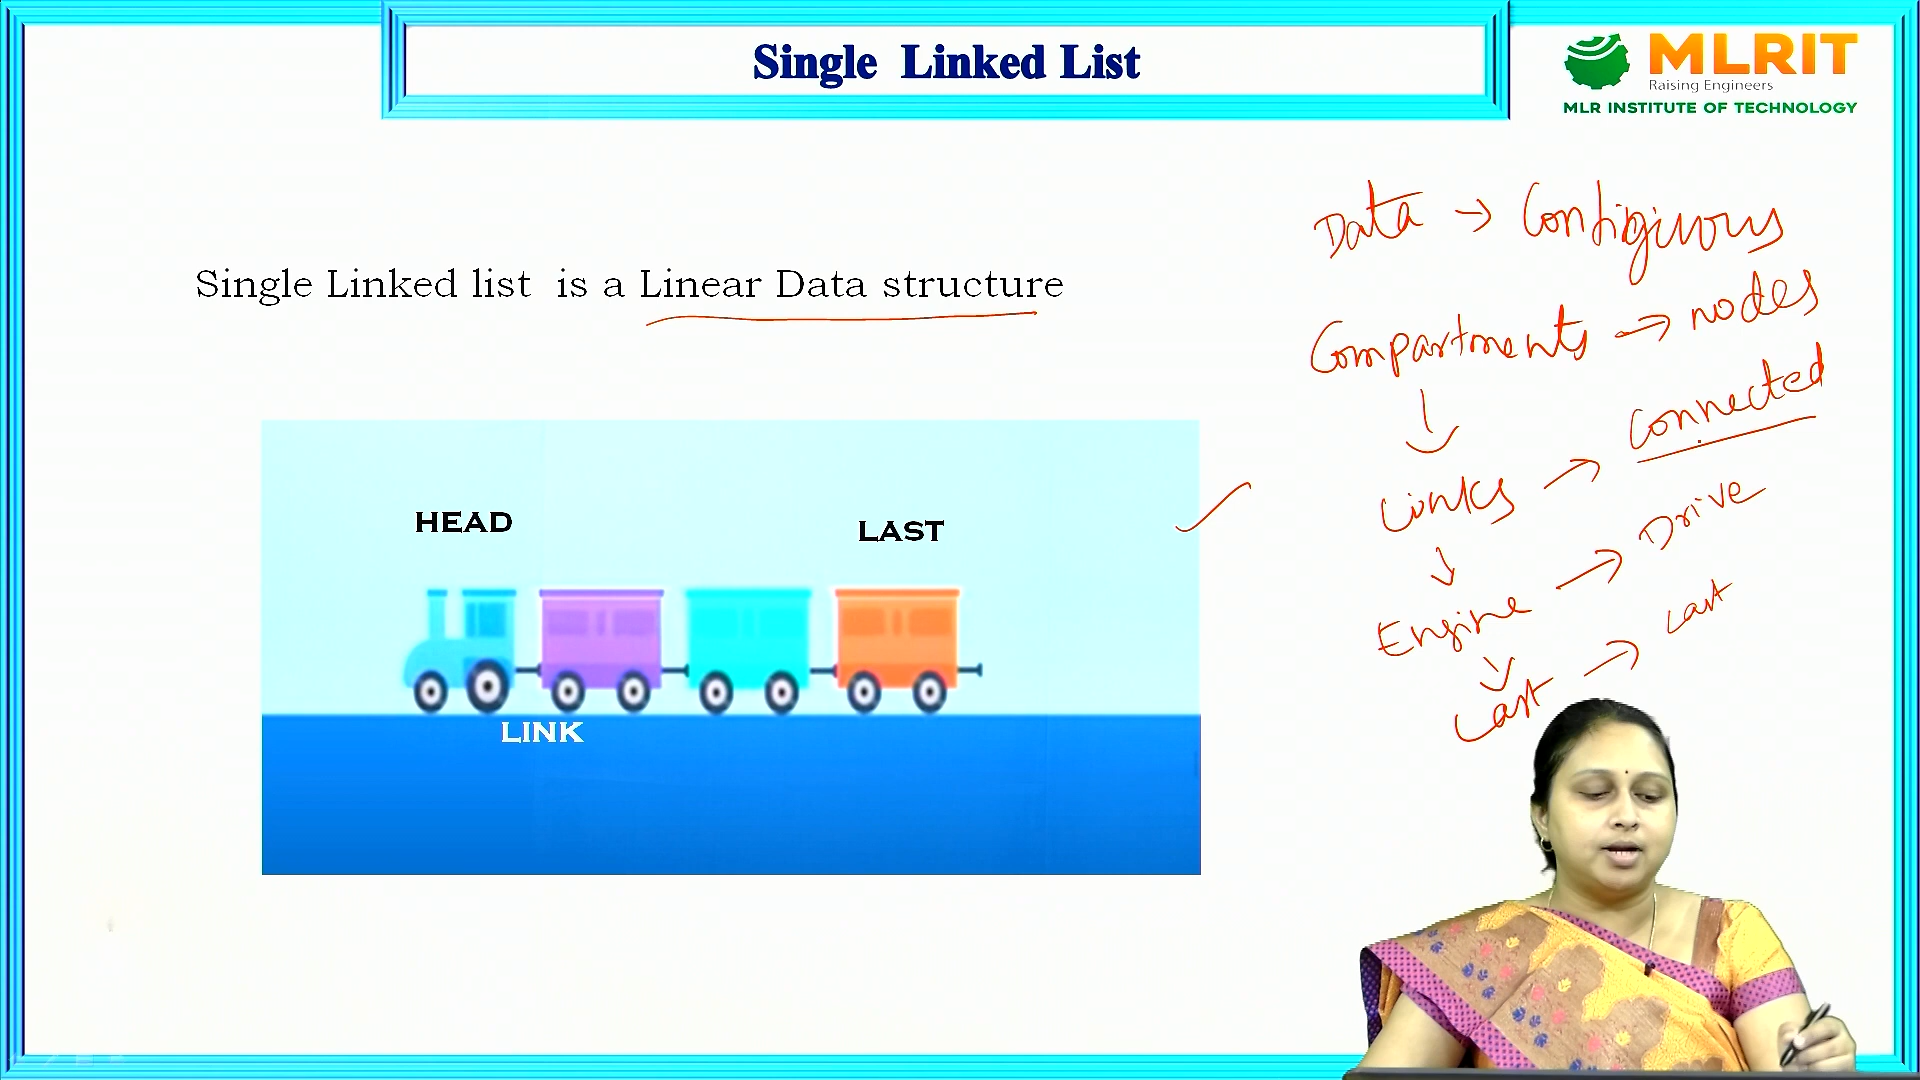 Single Linked List
MLRIT
Raising Engineers
MLR INSTITUTE OF TECHNOLOGY
Single Linked list is a Linear Data structure
HEAD
LAST
LINK
Data → Contigiuous
Compartments → nodes
↓
Links → Connected
↓
Engine → Drive
↓
Last → Last